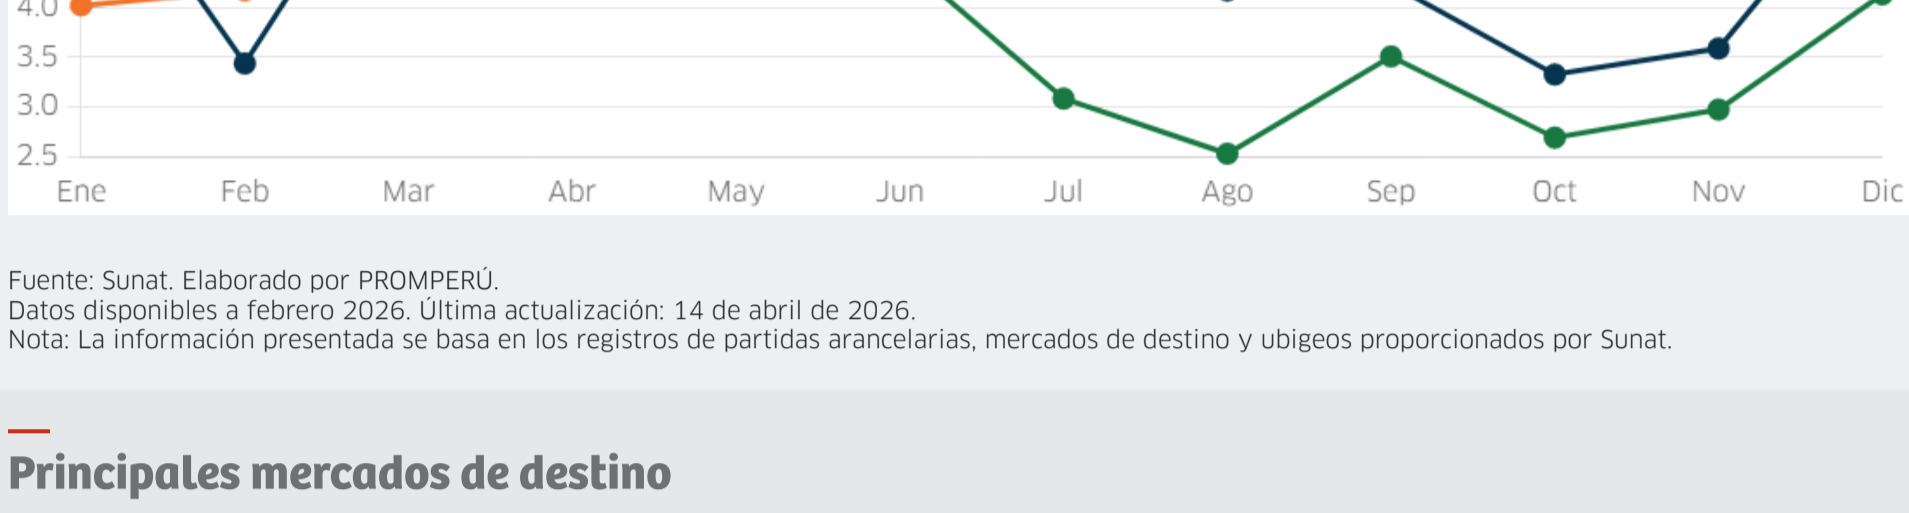 4.0
3.5
3.0
2.5
Ene Feb Mar Abr May Jun Jul Ago Sep Oct Nov Dic
Fuente: Sunat. Elaborado por PROMPERÚ.
Datos disponibles a febrero 2026. Última actualización: 14 de abril de 2026.
Nota: La información presentada se basa en los registros de partidas arancelarias, mercados de destino y ubigeos proporcionados por Sunat.
Principales mercados de destino